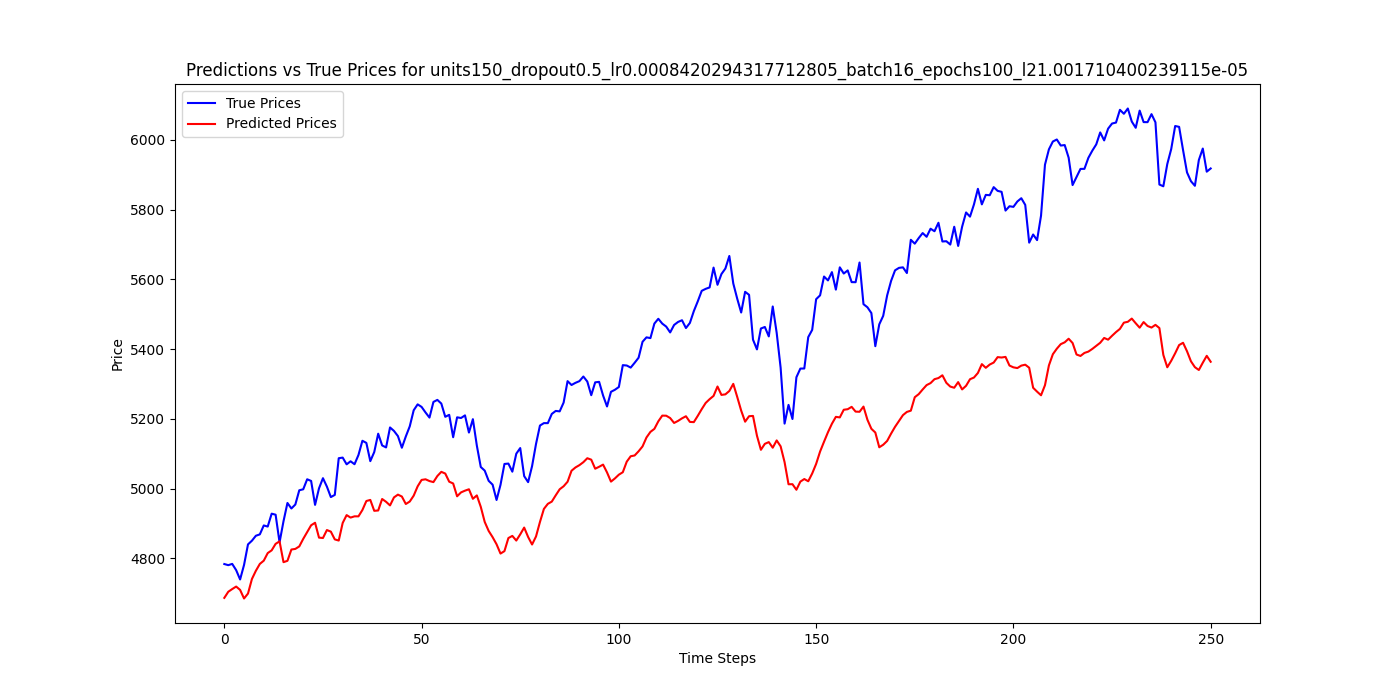 Predictions vs True Prices for units150_dropout0.5_lr0.0008420294317712805_batch16_epochs100_l21.001710400239115e-05
True Prices
Predicted Prices
6000
5800
5600
5400
5200
5000
4800
Price
0 50 100 150 200 250
Time Steps